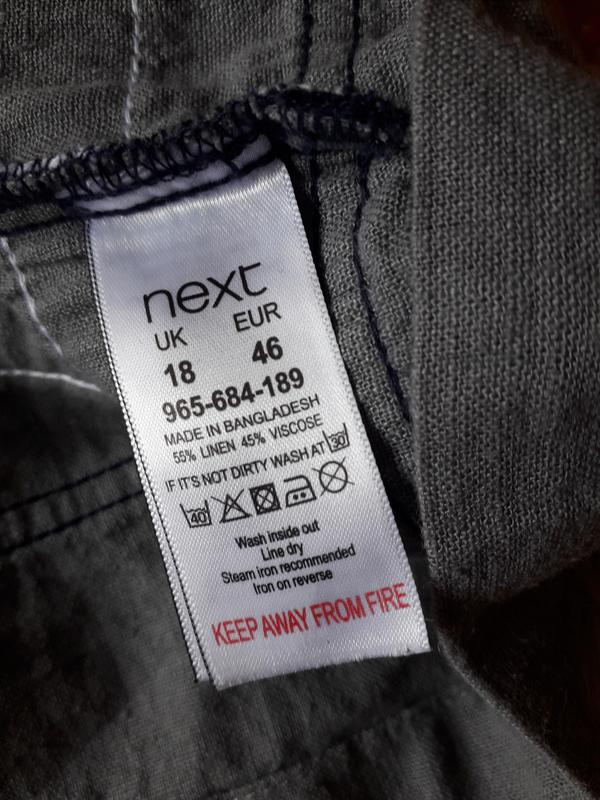 next
UK EUR
18 46
965-684-189
MADE IN BANGLADESH
55% LINEN 45% VISCOSE
IF IT'S NOT DIRTY WASH AT 30
40
Wash inside out
Line dry
Steam iron recommended
Iron on reverse
KEEP AWAY FROM FIRE